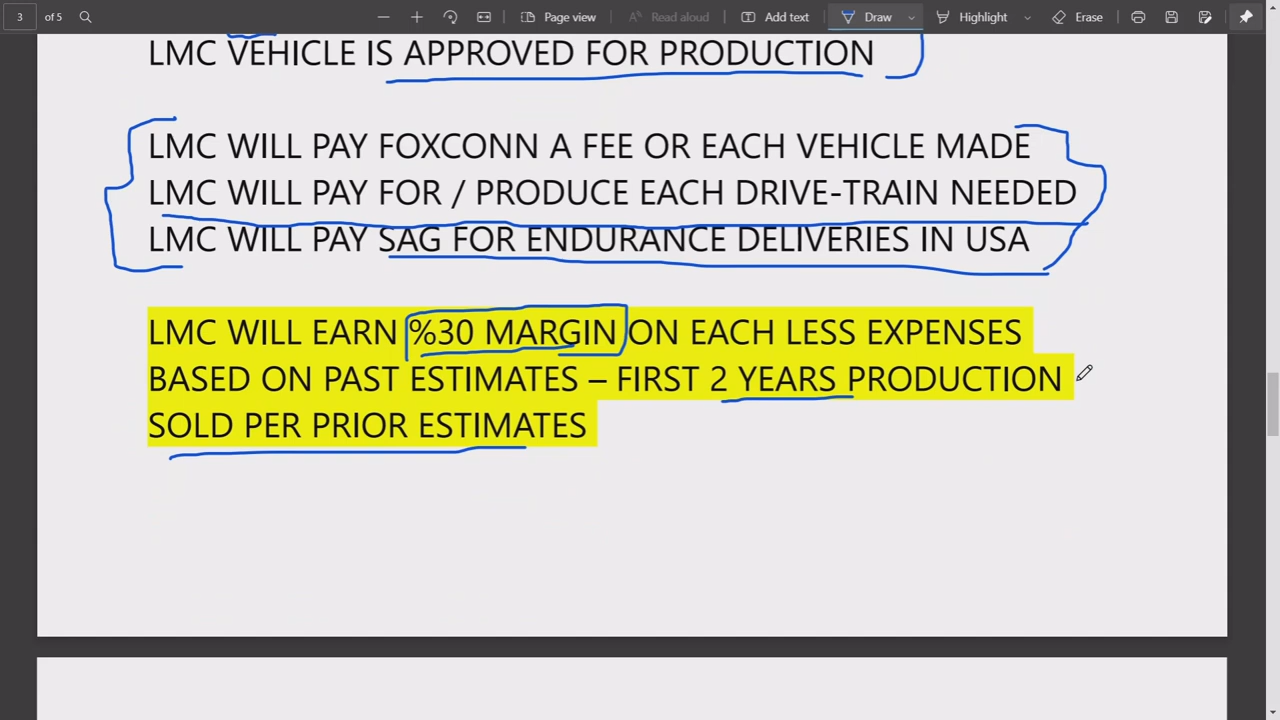 3 of 5 Page view Read aloud Add text Draw Highlight Erase
LMC VEHICLE IS APPROVED FOR PRODUCTION
LMC WILL PAY FOXCONN A FEE OR EACH VEHICLE MADE
LMC WILL PAY FOR / PRODUCE EACH DRIVE-TRAIN NEEDED
LMC WILL PAY SAG FOR ENDURANCE DELIVERIES IN USA
LMC WILL EARN %30 MARGIN ON EACH LESS EXPENSES
BASED ON PAST ESTIMATES – FIRST 2 YEARS PRODUCTION
SOLD PER PRIOR ESTIMATES